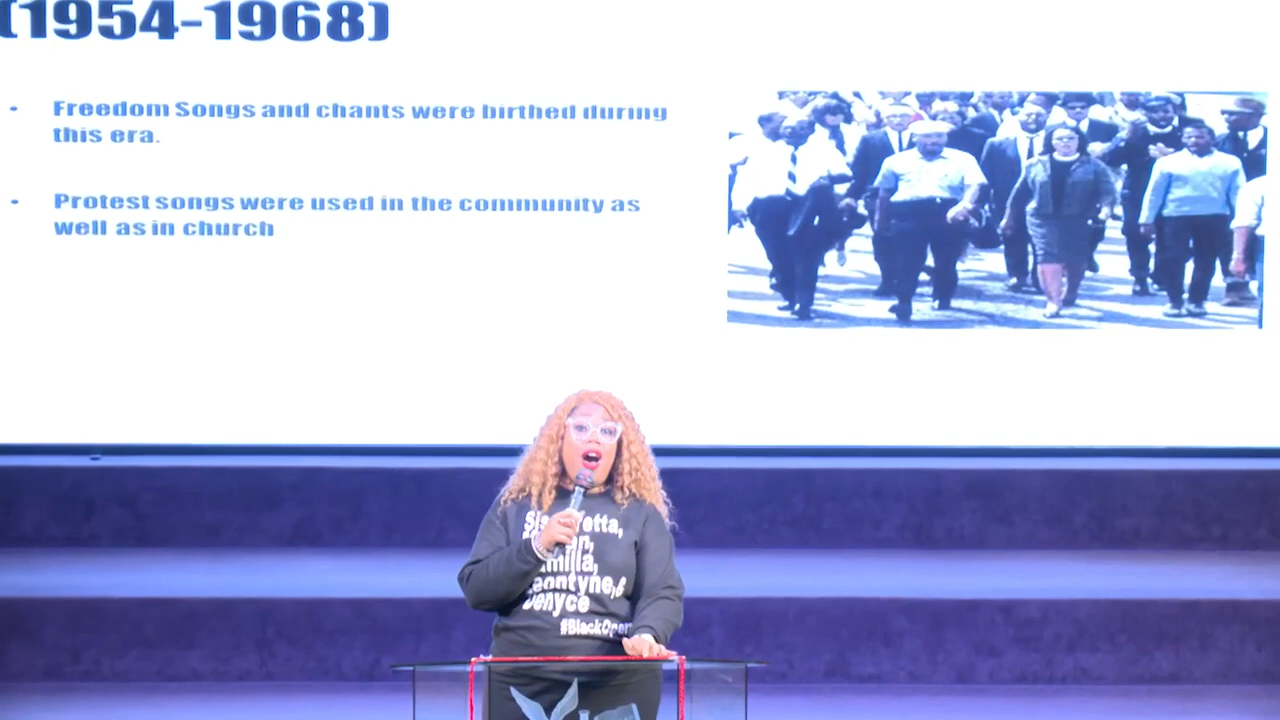 (1954-1968)
• Freedom Songs and chants were birthed during
this era.
• Protest songs were used in the community as
well as in church
Denyce